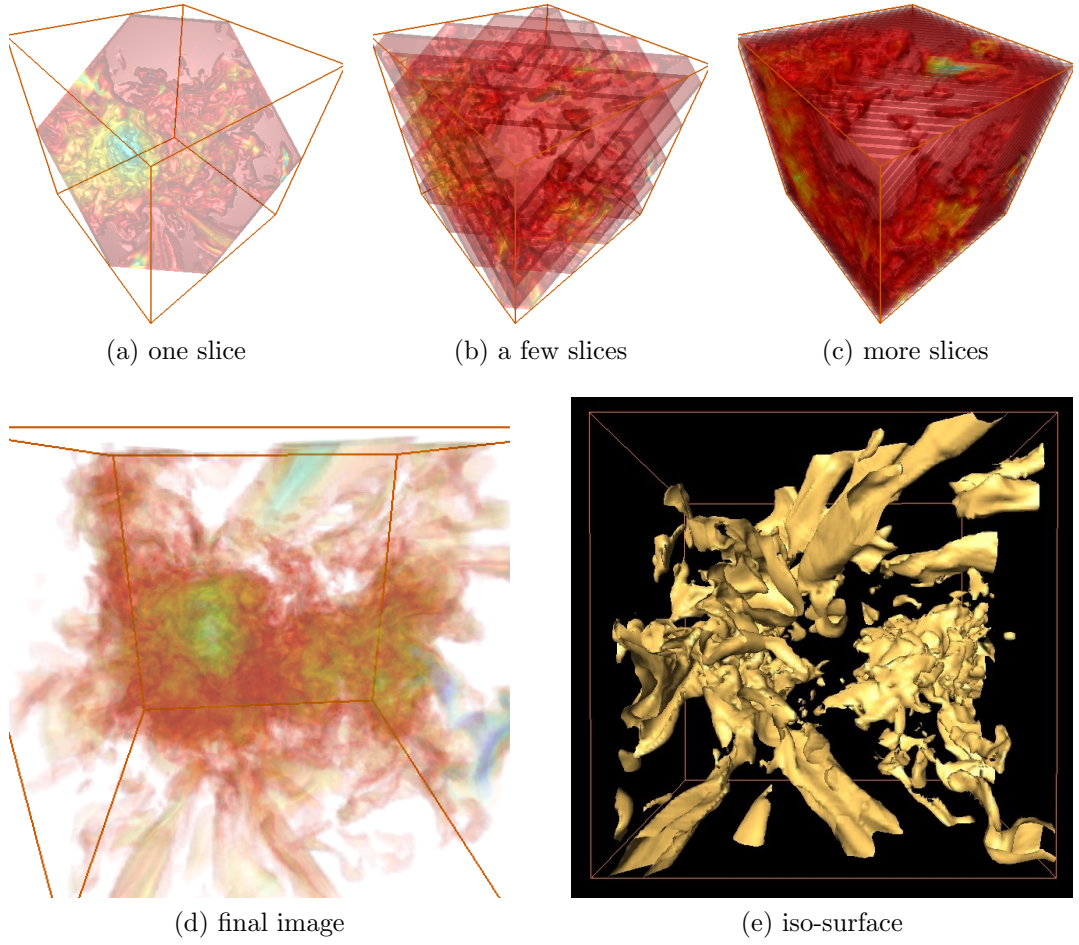 (a) one slice
(b) a few slices
(c) more slices
(d) final image
(e) iso-surface